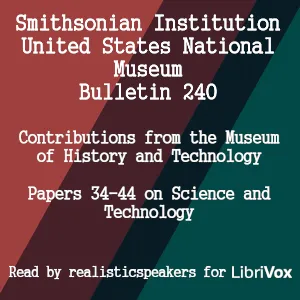 Smithsonian Institution
United States National
Museum
Bulletin 240
Contributions from the Museum
of History and Technology
Papers 34-44 on Science and
Technology
Read by realisticspeakers for LibriVox